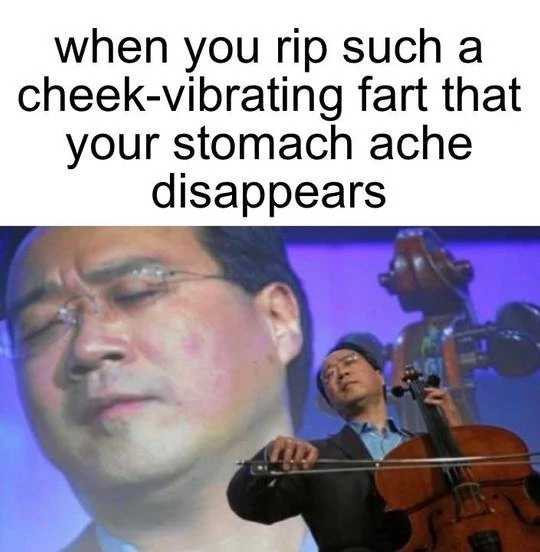 when you rip such a
cheek-vibrating fart that
your stomach ache
disappears